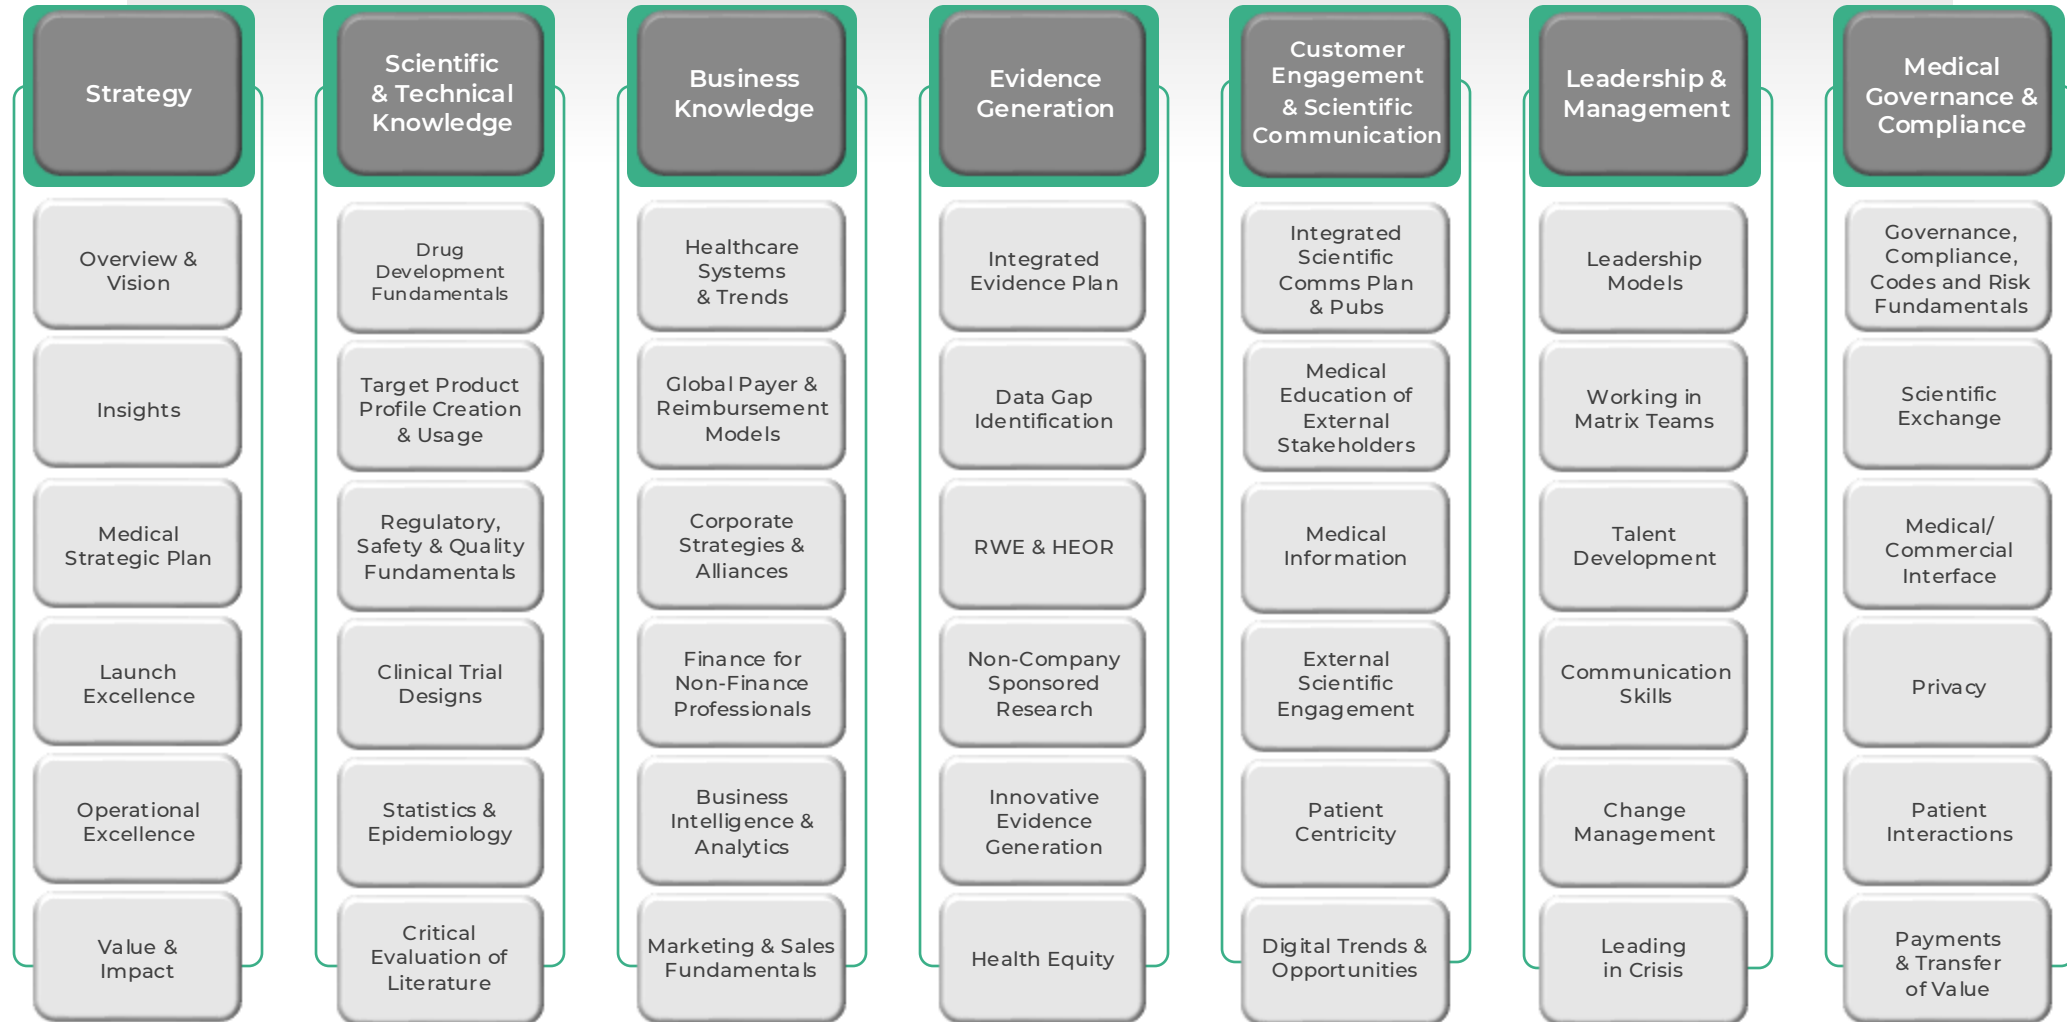 Strategy
Overview &
Vision
Insights
Medical
Strategic Plan
Launch
Excellence
Operational
Excellence
Value &
Impact
Scientific
& Technical
Knowledge
Drug
Development
Fundamentals
Target Product
Profile Creation
& Usage
Regulatory,
Safety & Quality
Fundamentals
Clinical Trial
Designs
Statistics &
Epidemiology
Critical
Evaluation of
Literature
Business
Knowledge
Healthcare
Systems
& Trends
Global Payer &
Reimbursement
Models
Corporate
Strategies &
Alliances
Finance for
Non-Finance
Professionals
Business
Intelligence &
Analytics
Marketing & Sales
Fundamentals
Evidence
Generation
Integrated
Evidence Plan
Data Gap
Identification
RWE & HEOR
Non-Company
Sponsored
Research
Innovative
Evidence
Generation
Health Equity
Customer
Engagement
& Scientific
Communication
Integrated
Scientific
Comms Plan
& Pubs
Medical
Education of
External
Stakeholders
Medical
Information
External
Scientific
Engagement
Patient
Centricity
Digital Trends &
Opportunities
Leadership &
Management
Leadership
Models
Working in
Matrix Teams
Talent
Development
Communication
Skills
Change
Management
Leading
in Crisis
Medical
Governance &
Compliance
Governance,
Compliance,
Codes and Risk
Fundamentals
Scientific
Exchange
Medical/
Commercial
Interface
Privacy
Patient
Interactions
Payments
& Transfer
of Value